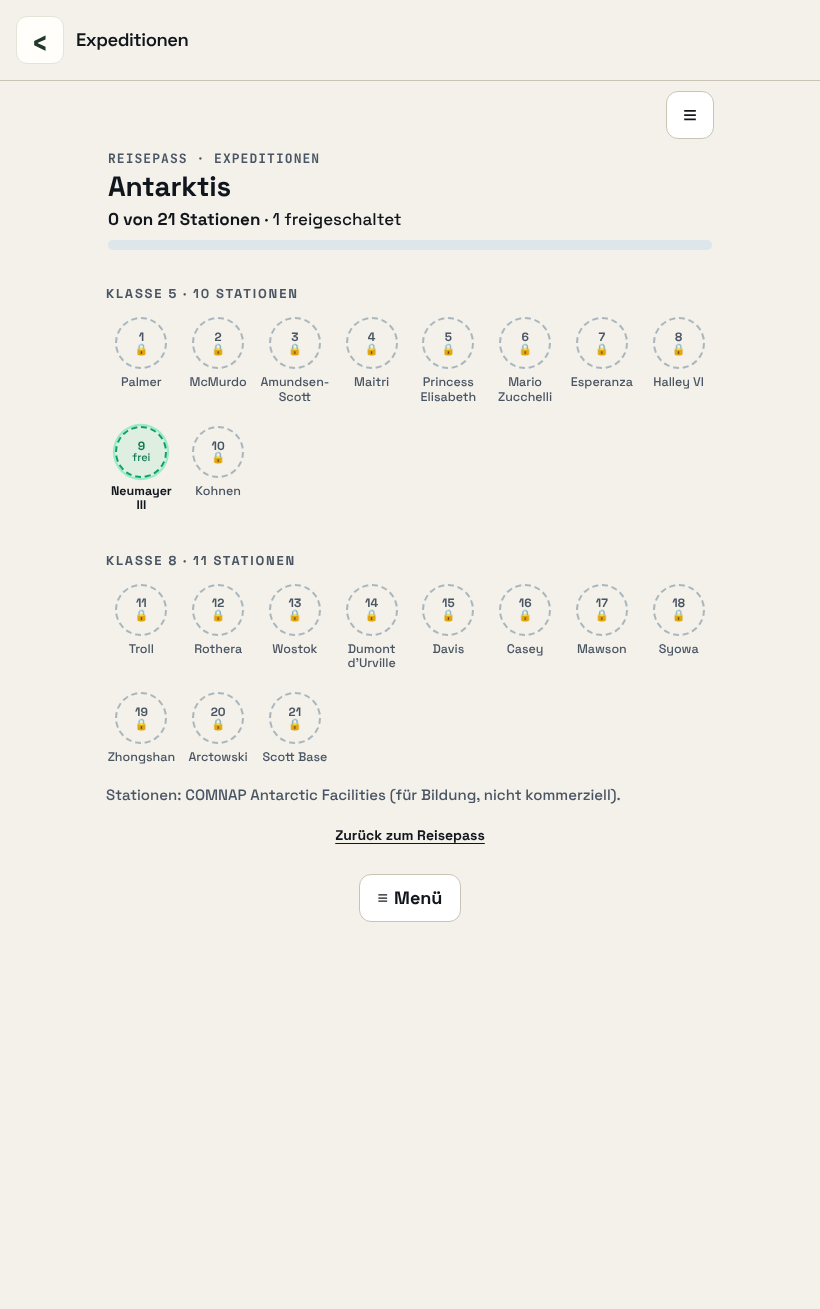 < Expeditionen
≡
REISEPASS · EXPEDITIONEN
Antarktis
0 von 21 Stationen · 1 freigeschaltet
KLASSE 5 · 10 STATIONEN
1 2 3 4 5 6 7 8
Palmer McMurdo Amundsen-Scott Maitri Princess Elisabeth Mario Zucchelli Esperanza Halley VI
9 10
frei
Neumayer III Kohnen
KLASSE 8 · 11 STATIONEN
11 12 13 14 15 16 17 18
Troll Rothera Wostok Dumont d'Urville Davis Casey Mawson Syowa
19 20 21
Zhongshan Arctowski Scott Base
Stationen: COMNAP Antarctic Facilities (für Bildung, nicht kommerziell).
Zurück zum Reisepass
≡ Menü